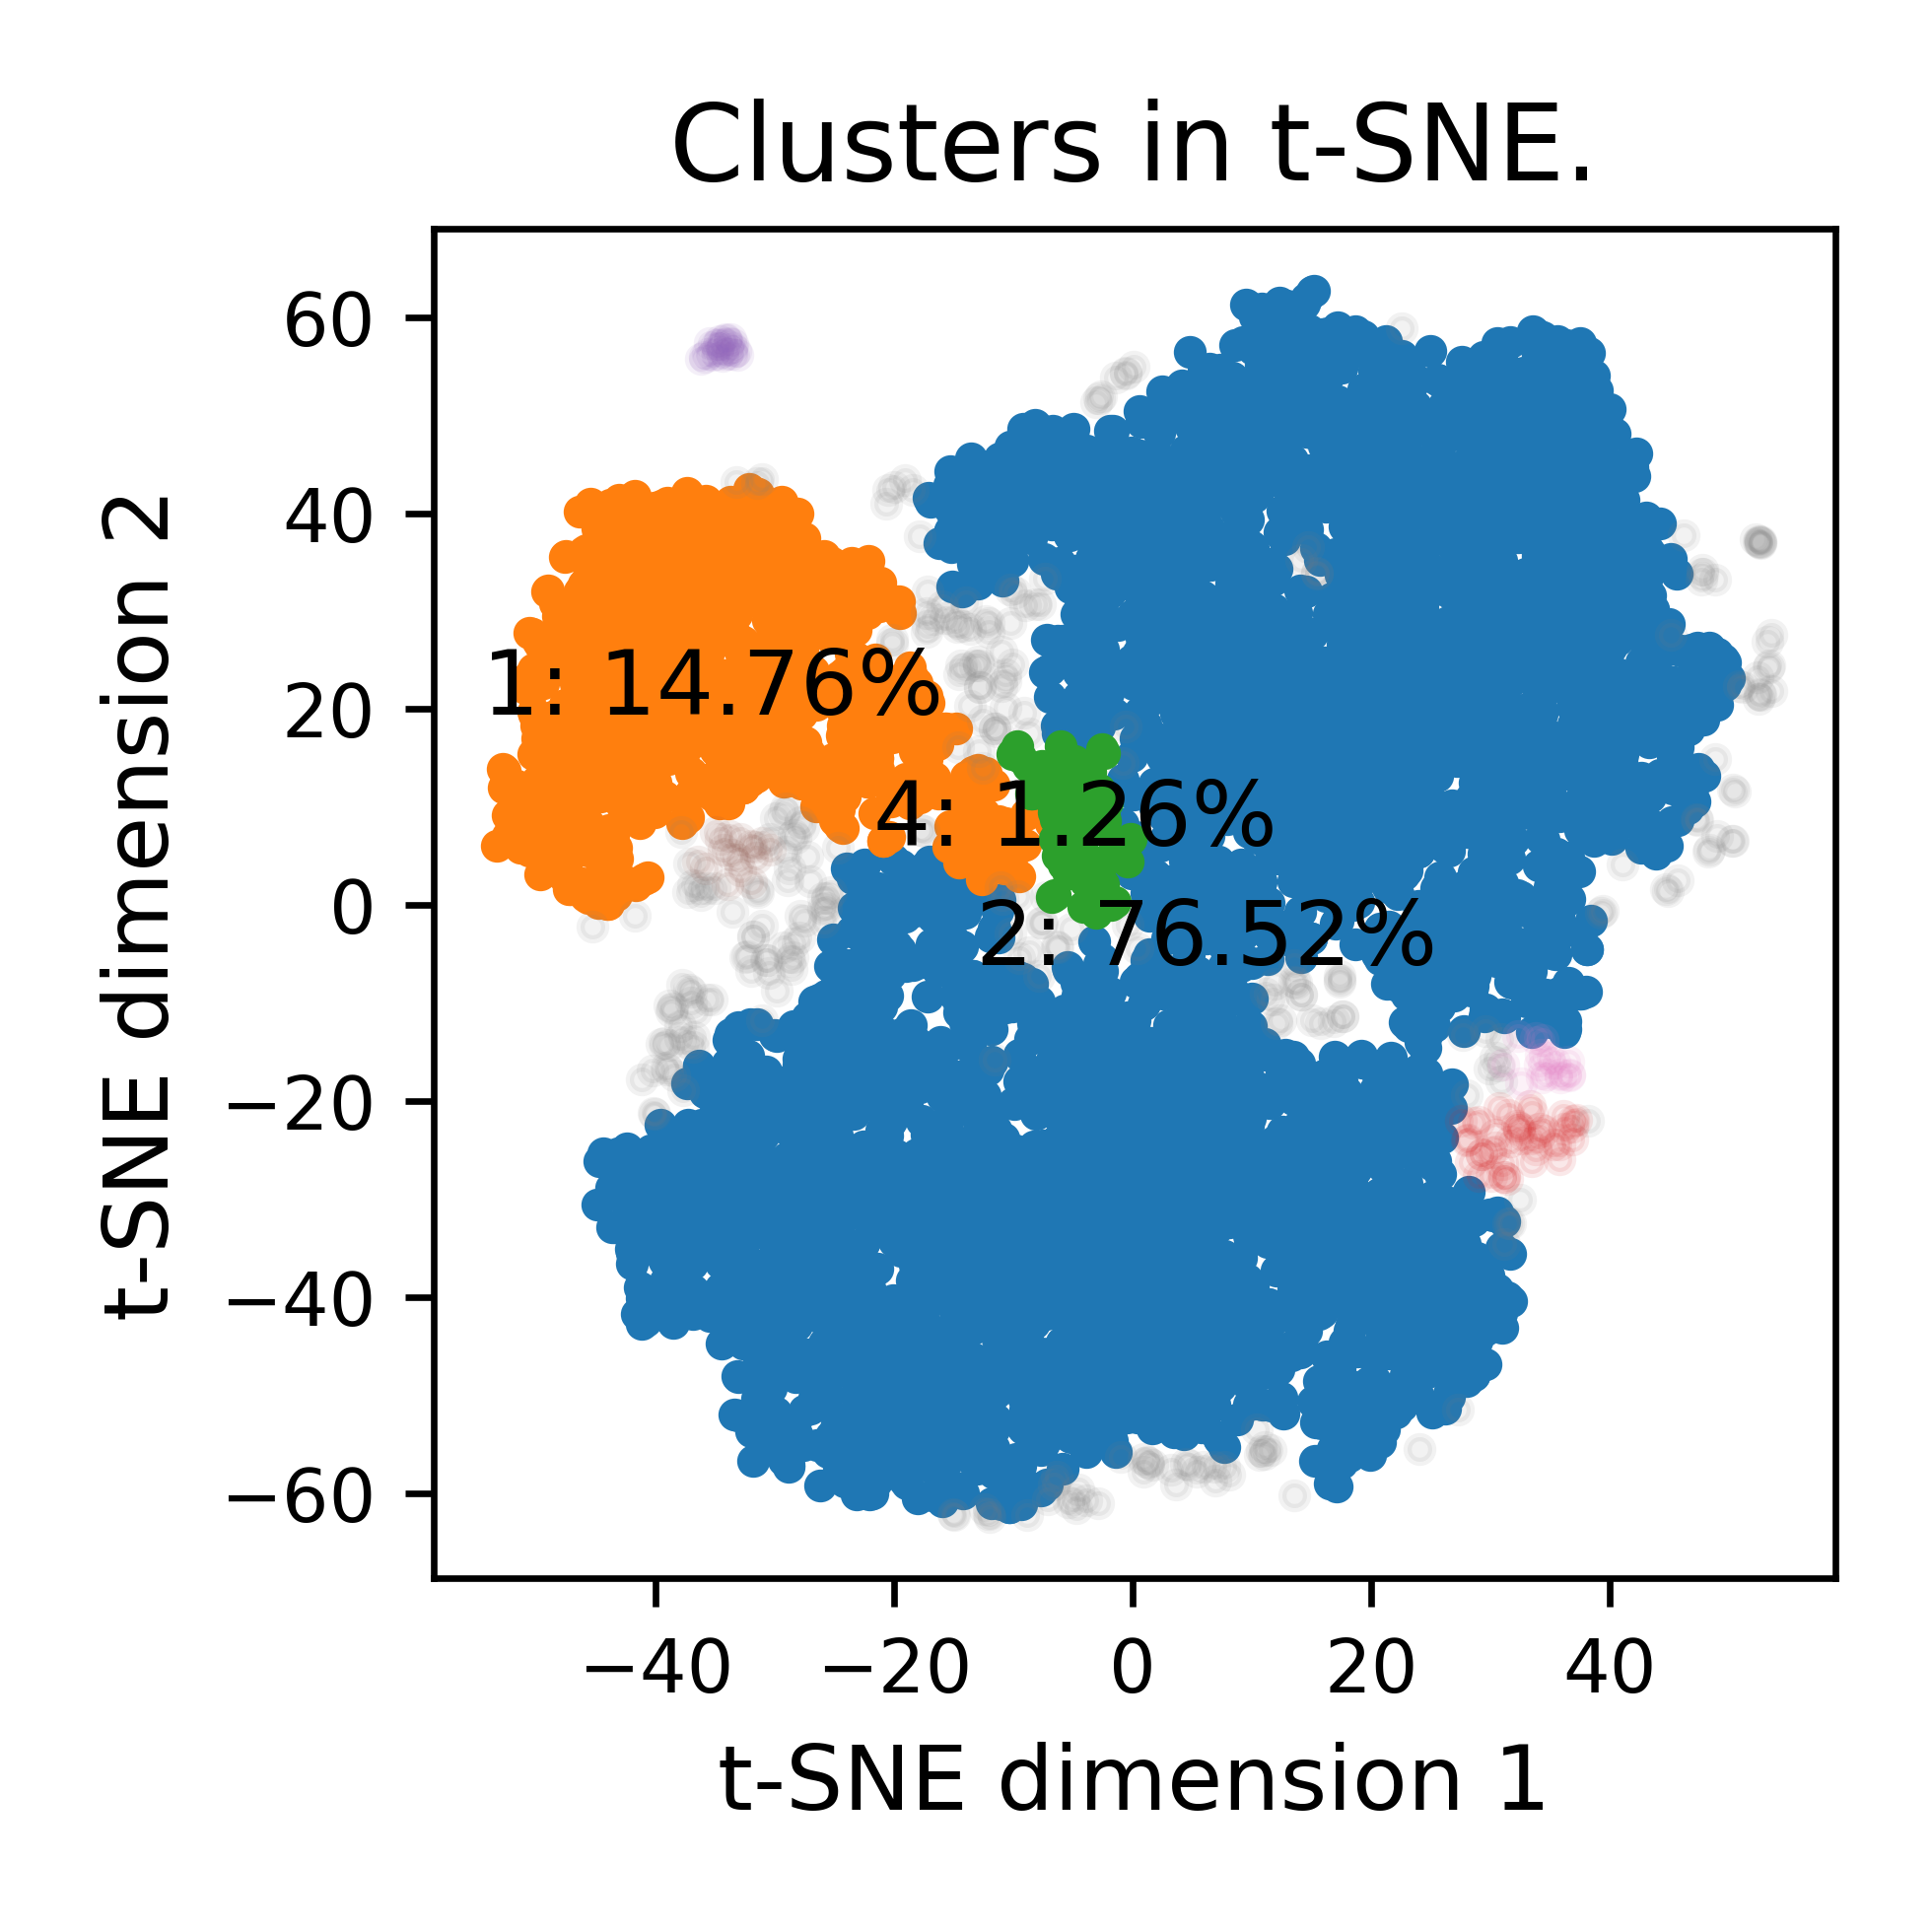 Clusters in t-SNE.
t-SNE dimension 2
60
40
20
0
−20
−40
−60
1: 14.76%
4: 1.26%
2: 76.52%
−40 −20 0 20 40
t-SNE dimension 1